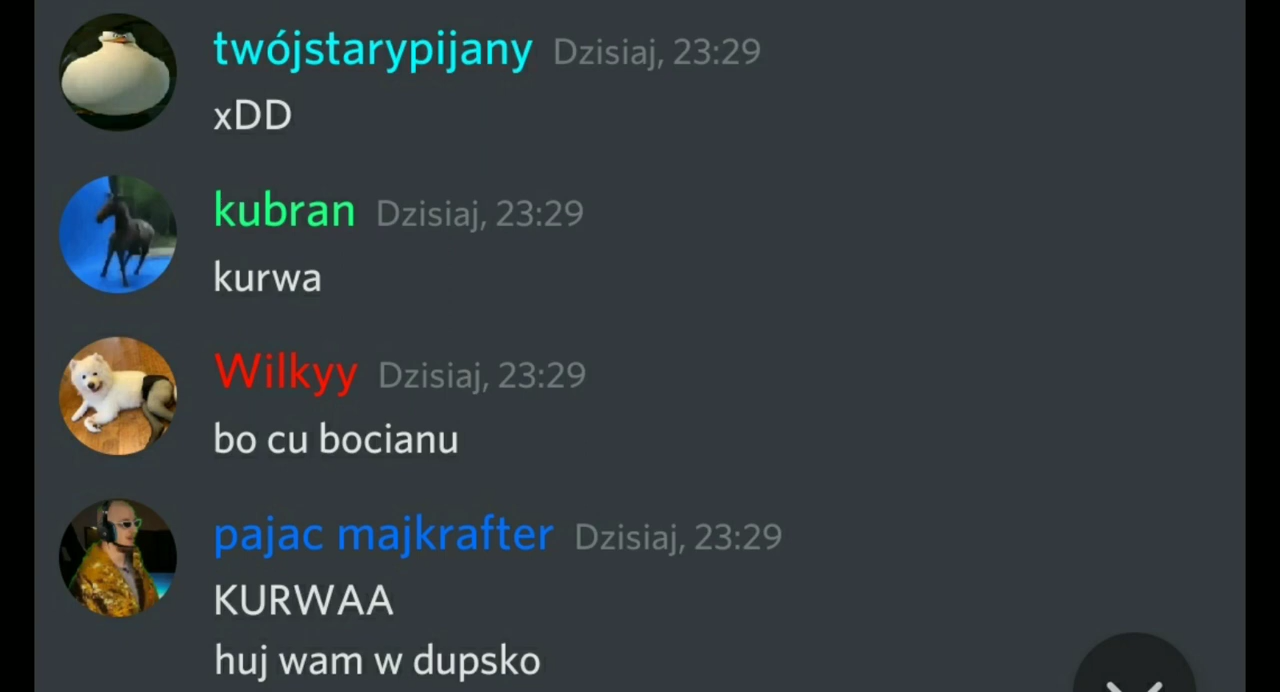 twójstarypijany Dzisiaj, 23:29
xDD
kubran Dzisiaj, 23:29
kurwa
Wilkyy Dzisiaj, 23:29
bo cu bocianu
pajac majkrafter Dzisiaj, 23:29
KURWAA
huj wam w dupsko